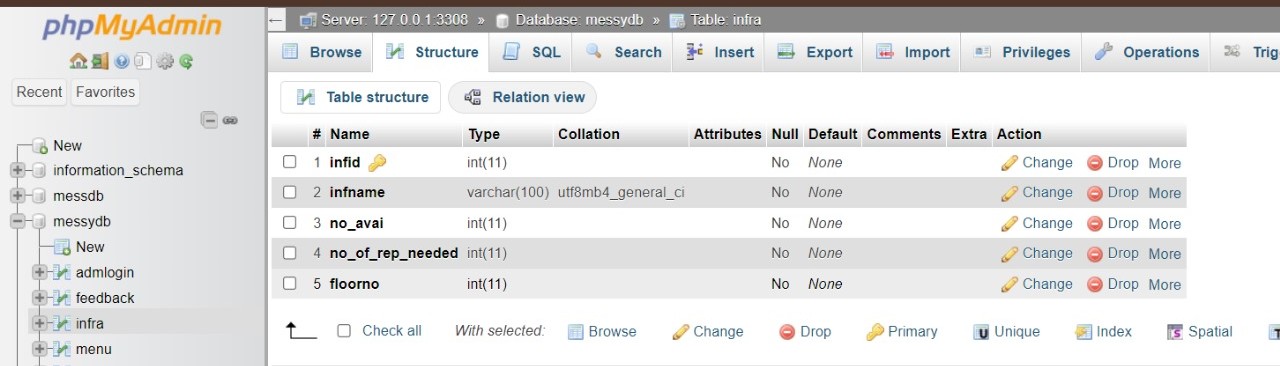 phpMyAdmin
Recent Favorites
New
information_schema
messdb
messydb
New
admlogin
feedback
infra
menu
Server: 127.0.0.1:3308 » Database: messydb » Table: infra
Browse Structure SQL Search Insert Export Import Privileges Operations Trig
Table structure Relation view
# Name Type Collation Attributes Null Default Comments Extra Action
1 infid int(11) No None Change Drop More
2 infname varchar(100) utf8mb4_general_ci No None Change Drop More
3 no_avai int(11) No None Change Drop More
4 no_of_rep_needed int(11) No None Change Drop More
5 floorno int(11) No None Change Drop More
Check all With selected: Browse Change Drop Primary Unique Index Spatial